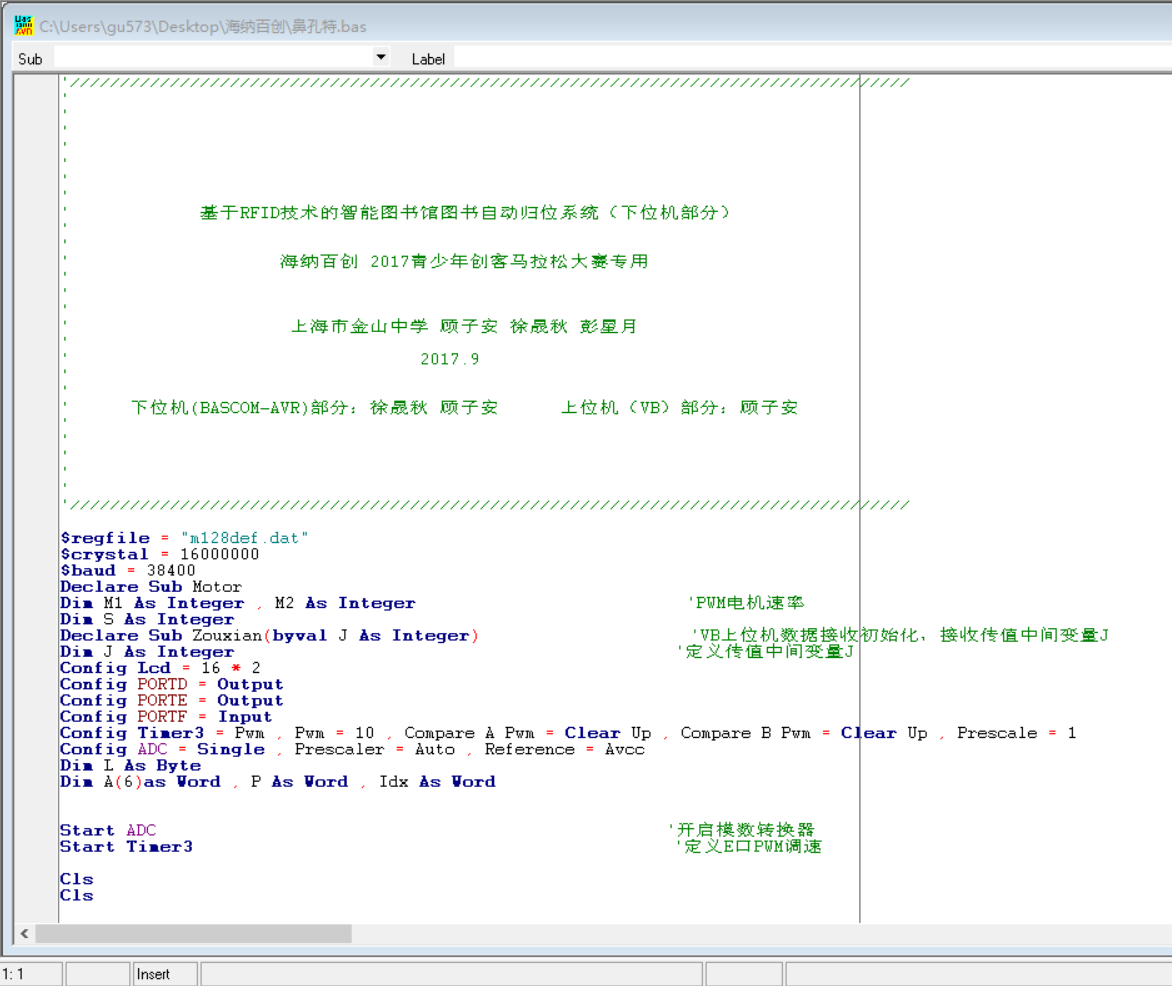 C:\Users\gu573\Desktop\海纳百创\鼻孔特.bas
Sub Label
'////////////////////////////////////////////////////////////////////////////////////
'
'
'
'
'
'
'
' 基于RFID技术的智能图书馆图书自动归位系统（下位机部分）
'
'
' 海纳百创 2017青少年创客马拉松大赛专用
'
'
'
' 上海市金山中学 顾子安 徐晟秋 彭星月
'
' 2017.9
'
'
' 下位机(BASCOM-AVR)部分：徐晟秋 顾子安 上位机（VB）部分：顾子安
'
'
'
'
'
'////////////////////////////////////////////////////////////////////////////////////
$regfile = "m128def.dat"
$crystal = 16000000
$baud = 38400
Declare Sub Motor
Dim M1 As Integer , M2 As Integer 'PWM电机速率
Dim S As Integer
Declare Sub Zouxian(byval J As Integer) 'VB上位机数据接收初始化，接收传值中间变量J
Dim J As Integer '定义传值中间变量J
Config Lcd = 16 * 2
Config PORTD = Output
Config PORTE = Output
Config PORTF = Input
Config Timer3 = Pwm , Pwm = 10 , Compare A Pwm = Clear Up , Compare B Pwm = Clear Up , Prescale = 1
Config ADC = Single , Prescaler = Auto , Reference = Avcc
Dim L As Byte
Dim A(6)as Word , P As Word , Idx As Word
Start ADC '开启模数转换器
Start Timer3 '定义E口PWM调速
Cls
Cls
1: 1 Insert